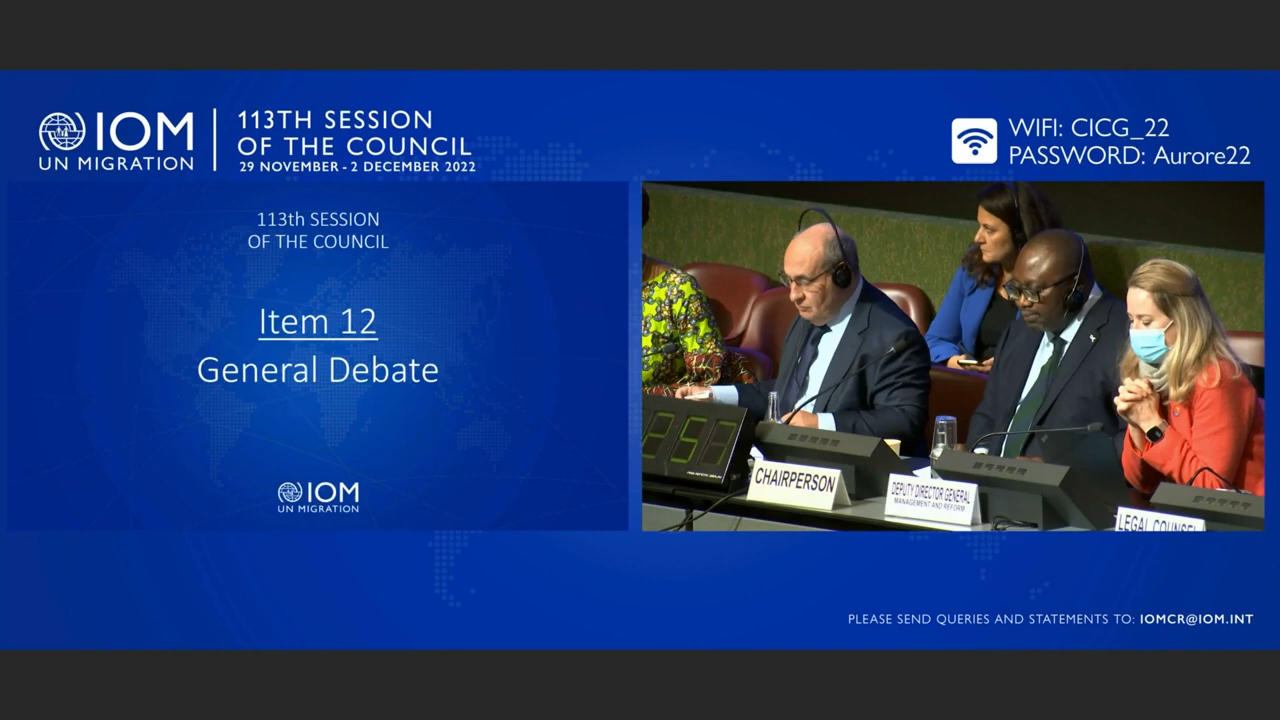 IOM
UN MIGRATION
113TH SESSION
OF THE COUNCIL
29 NOVEMBER - 2 DECEMBER 2022
WIFI: CICG_22
PASSWORD: Aurore22
113th SESSION
OF THE COUNCIL
Item 12
General Debate
IOM
UN MIGRATION
CHAIRPERSON
DEPUTY DIRECTOR GENERAL
MANAGEMENT AND REFORM
LEGAL COUNSEL
PLEASE SEND QUERIES AND STATEMENTS TO: IOMCR@IOM.INT